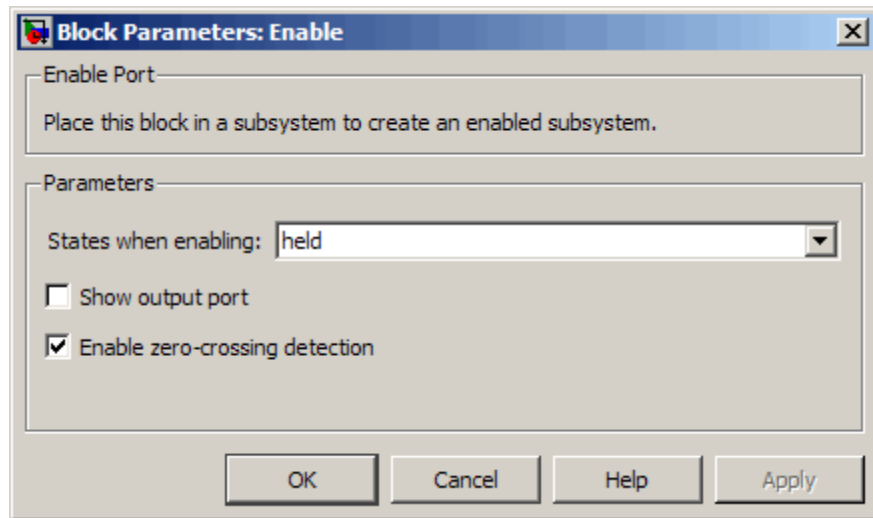 Block Parameters: Enable
Enable Port
Place this block in a subsystem to create an enabled subsystem.
Parameters
States when enabling: held
Show output port
Enable zero-crossing detection
OK Cancel Help Apply